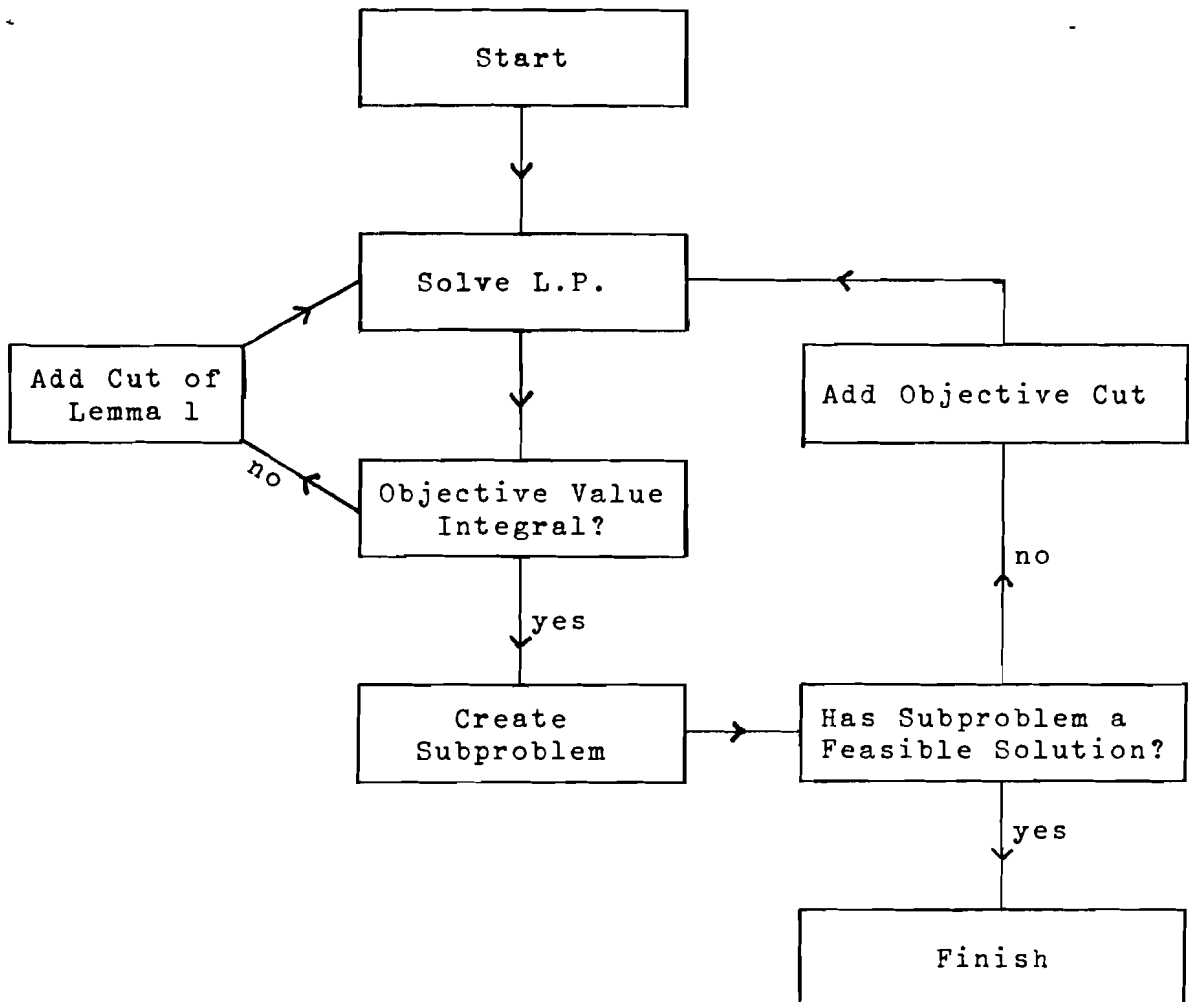 Start
Solve L.P.
Add Cut of
Lemma 1
Add Objective Cut
no
Objective Value
Integral?
no
yes
Create
Subproblem
Has Subproblem a
Feasible Solution?
yes
Finish